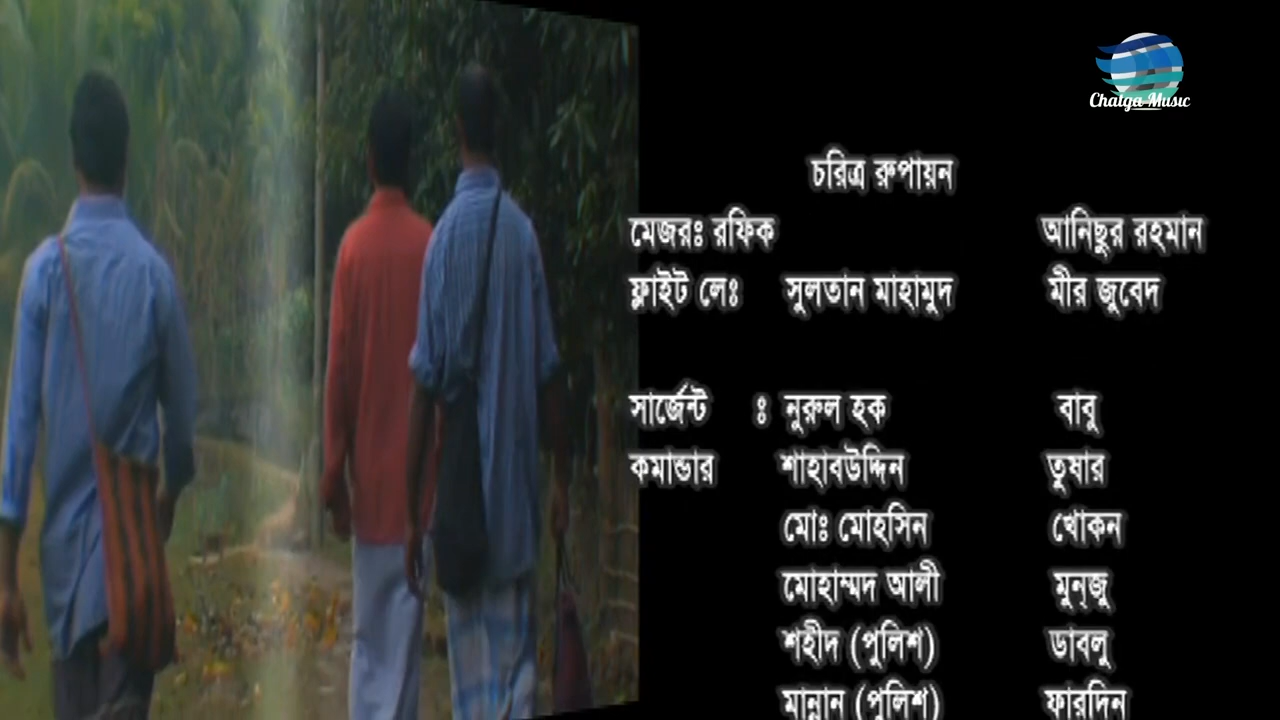 Chatga Music
চরিত্র রুপায়ন
মেজরঃ রফিক আনিছুর রহমান
ফ্লাইট লেঃ সুলতান মাহামুদ মীর জুবেদ
সার্জেন্ট ঃ নুরুল হক বাবু
কমান্ডার শাহাবউদ্দিন তুষার
মোঃ মোহসিন খোকন
মোহাম্মদ আলী মুন্জু
শহীদ (পুলিশ) ডাবলু
মান্নান (পুলিশ) ফারদিন